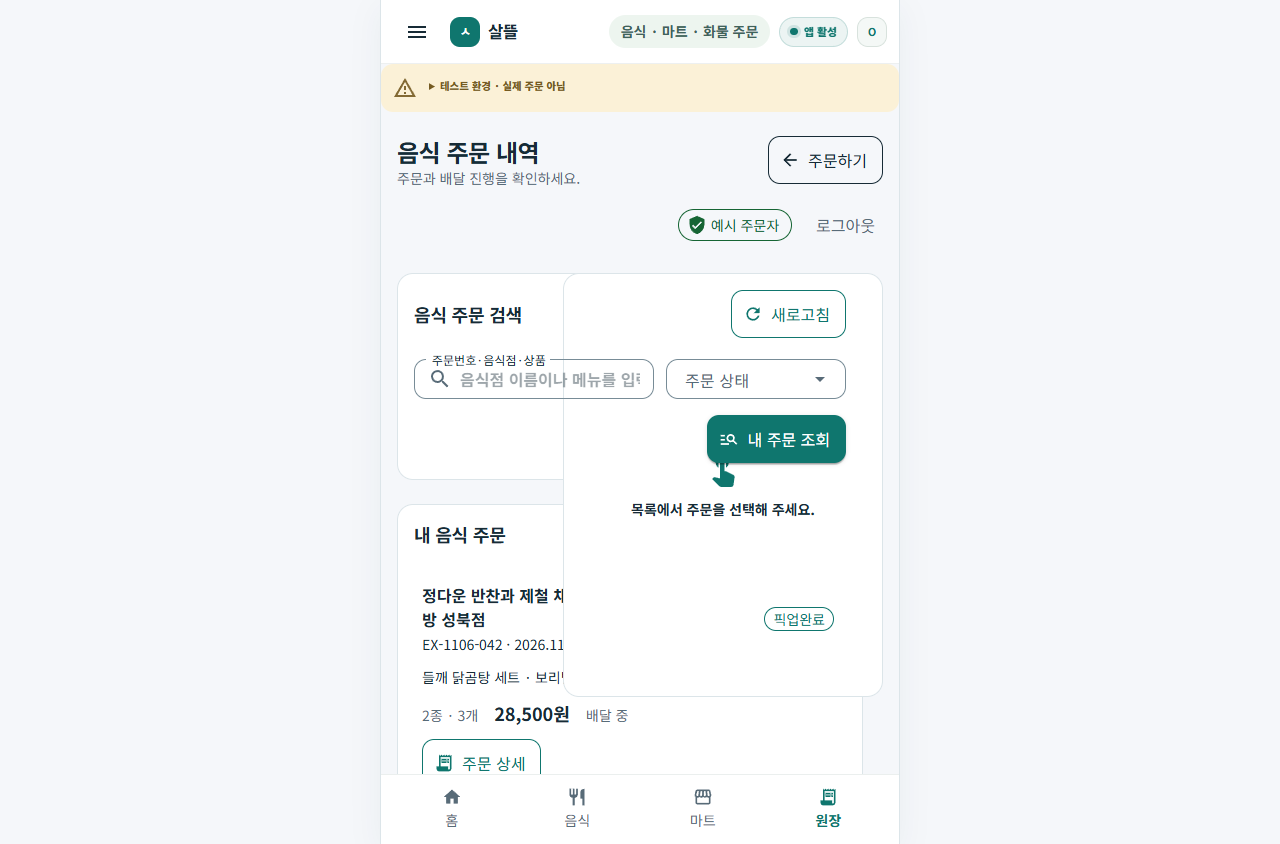 살뜰
음식 · 마트 · 화물 주문
앱 활성
O
테스트 환경 · 실제 주문 아님
음식 주문 내역
주문과 배달 진행을 확인하세요.
주문하기
예시 주문자
로그아웃
음식 주문 검색
새로고침
주문번호·음식점·상품
음식점 이름이나 메뉴를 입
주문 상태
내 주문 조회
목록에서 주문을 선택해 주세요.
내 음식 주문
정다운 반찬과 제철
방 성북점
EX-1106-042 · 2026.11
픽업완료
들깨 닭곰탕 세트 · 보리
2종 · 3개 28,500원 배달 중
주문 상세
홈
음식
마트
원장